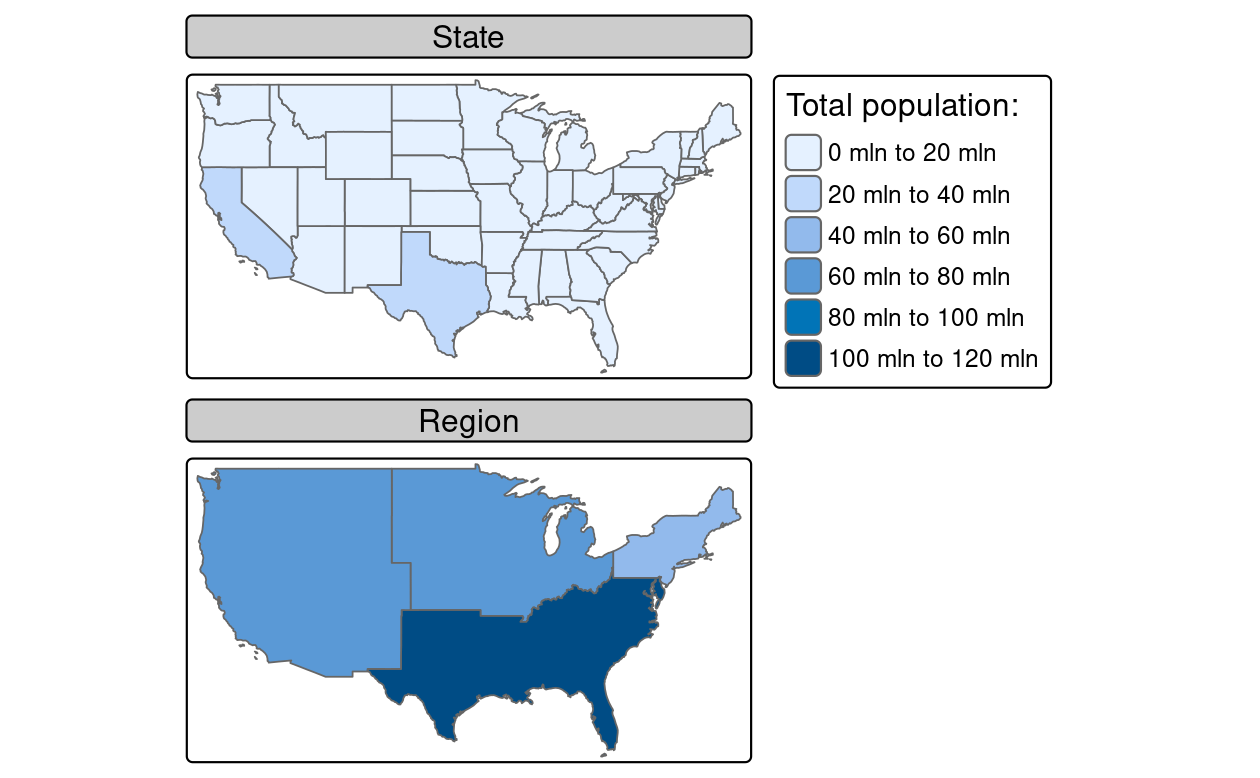 State
Total population:
0 mln to 20 mln
20 mln to 40 mln
40 mln to 60 mln
60 mln to 80 mln
80 mln to 100 mln
100 mln to 120 mln
Region